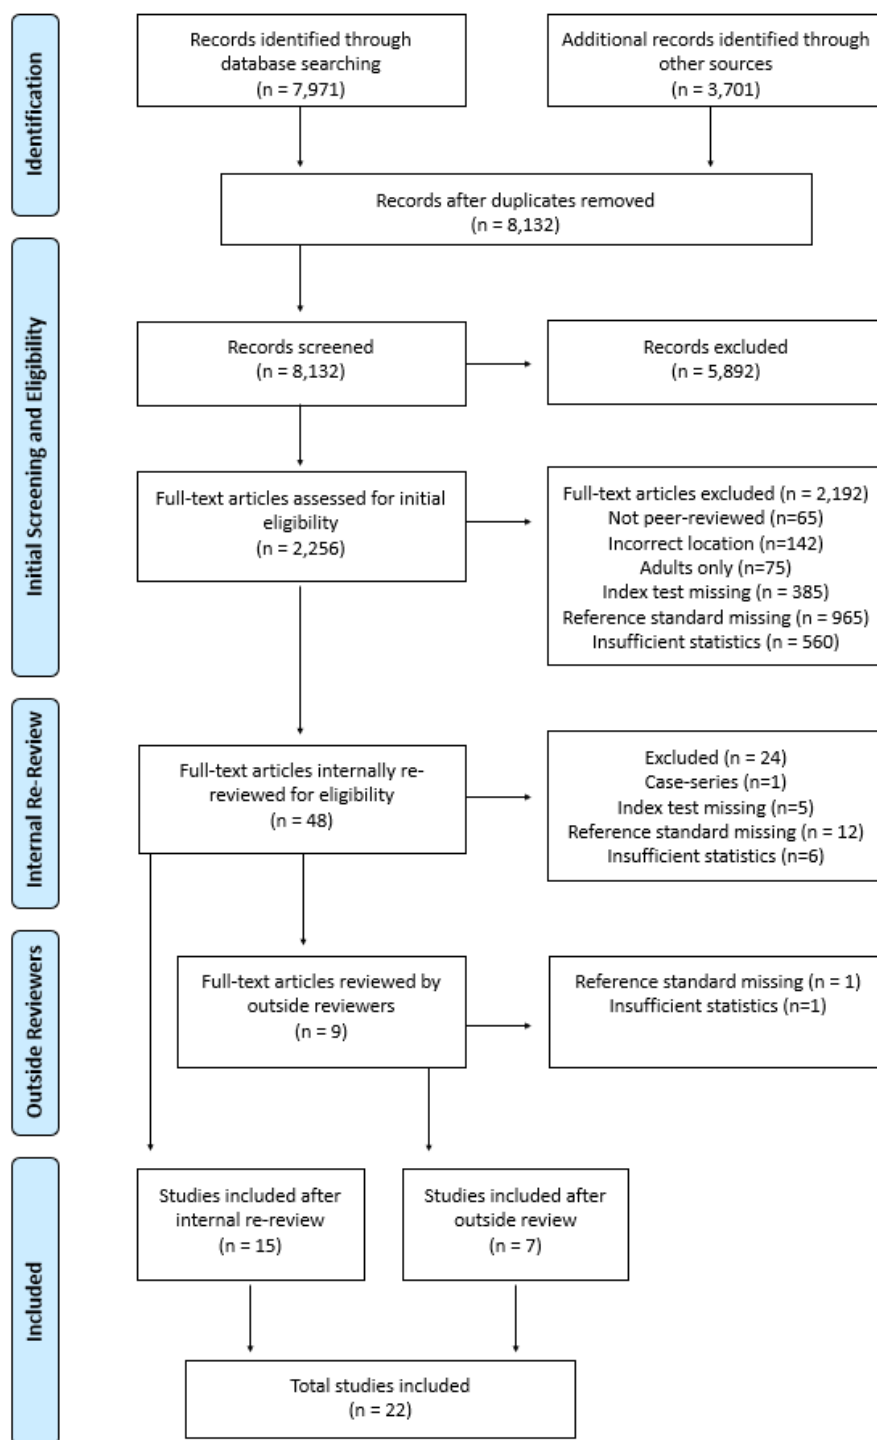 Identification
Records identified through
database searching
(n = 7,971)
Additional records identified through
other sources
(n = 3,701)
Records after duplicates removed
(n = 8,132)
Initial Screening and Eligibility
Records screened
(n = 8,132)
Records excluded
(n = 5,892)
Full-text articles assessed for initial
eligibility
(n = 2,256)
Full-text articles excluded (n = 2,192)
Not peer-reviewed (n=65)
Incorrect location (n=142)
Adults only (n=75)
Index test missing (n = 385)
Reference standard missing (n = 965)
Insufficient statistics (n = 560)
Internal Re-Review
Full-text articles internally re-
reviewed for eligibility
(n = 48)
Excluded (n = 24)
Case-series (n=1)
Index test missing (n=5)
Reference standard missing (n = 12)
Insufficient statistics (n=6)
Outside Reviewers
Full-text articles reviewed by
outside reviewers
(n = 9)
Reference standard missing (n = 1)
Insufficient statistics (n=1)
Included
Studies included after
internal re-review
(n = 15)
Studies included after
outside review
(n = 7)
Total studies included
(n = 22)